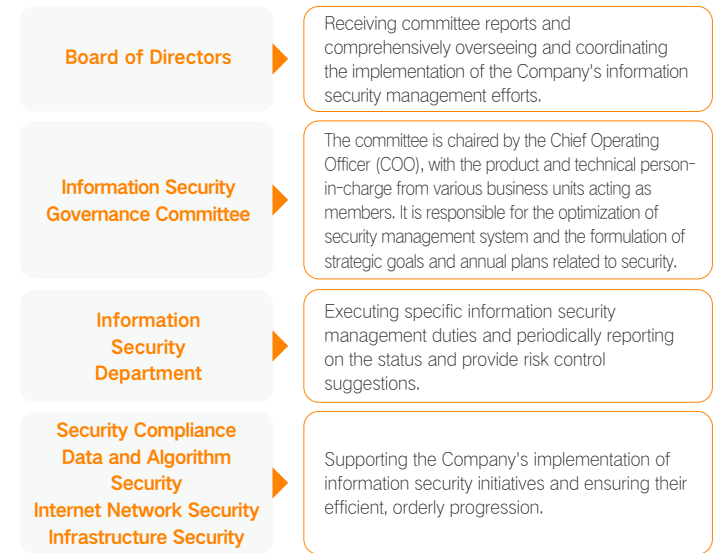 Board of Directors
Receiving committee reports and
comprehensively overseeing and coordinating
the implementation of the Company's information
security management efforts.
Information Security
Governance Committee
The committee is chaired by the Chief Operating
Officer (COO), with the product and technical person-
in-charge from various business units acting as
members. It is responsible for the optimization of
security management system and the formulation of
strategic goals and annual plans related to security.
Information
Security
Department
Executing specific information security
management duties and periodically reporting
on the status and provide risk control
suggestions.
Security Compliance
Data and Algorithm
Security
Internet Network Security
Infrastructure Security
Supporting the Company's implementation of
information security initiatives and ensuring their
efficient, orderly progression.